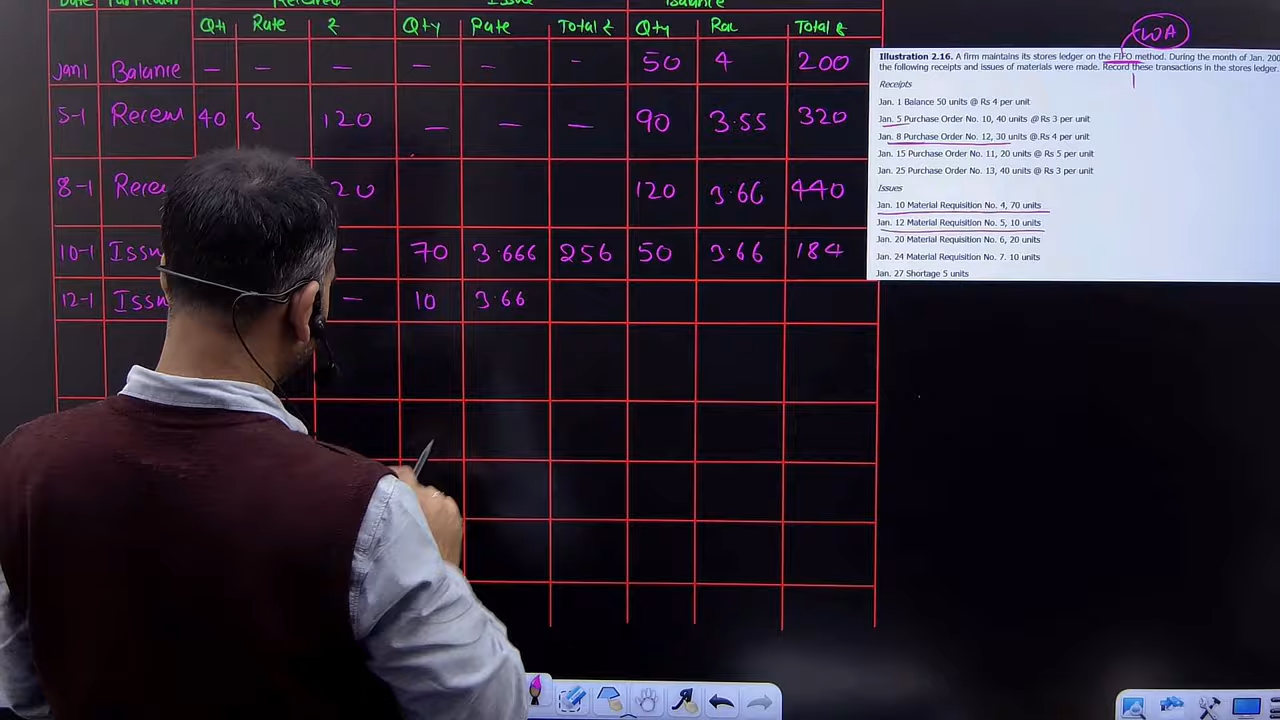 Date Particular Received Issue Balance
Qty Rate ₹ Qty Rate Total ₹ Qty Total ₹
Jan1 Balance — — — — — - 50 4 200
5-1 40 3 120 — — — 90 3.55 320
8-1 20 120 3.66 440
10-1 Issu — 70 3.666 256 50 3.66 184
12-1 Issu — 10 3.66
WA
Illustration 2.16. A firm maintains its stores ledger on the FIFO method. During the month of Jan. 200
the following receipts and issues of materials were made. Record these transactions in the stores ledger.
Receipts
Jan. 1 Balance 50 units @ Rs 4 per unit
Jan. 5 Purchase Order No. 10, 40 units @ Rs 3 per unit
Jan. 8 Purchase Order No. 12, 30 units @.Rs 4 per unit
Jan. 15 Purchase Order No. 11, 20 units @ Rs 5 per unit
Jan. 25 Purchase Order No. 13, 40 units @ Rs 3 per unit
Issues
Jan. 10 Material Requisition No. 4, 70 units
Jan. 12 Material Requisition No. 5, 10 units
Jan. 20 Material Requisition No. 6, 20 units
Jan. 24 Material Requisition No. 7. 10 units
Jan. 27 Shortage 5 units